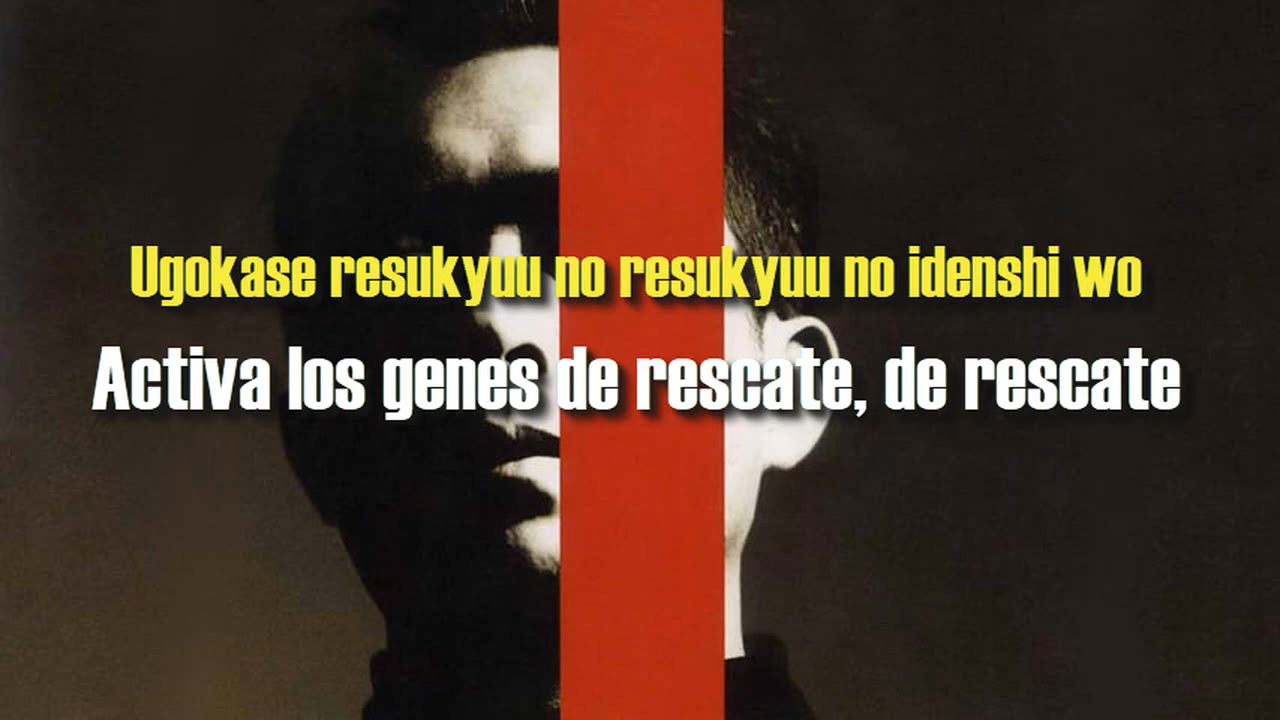 Ugokase resukyuu no resukyuu no idenshi wo
Activa los genes de rescate, de rescate